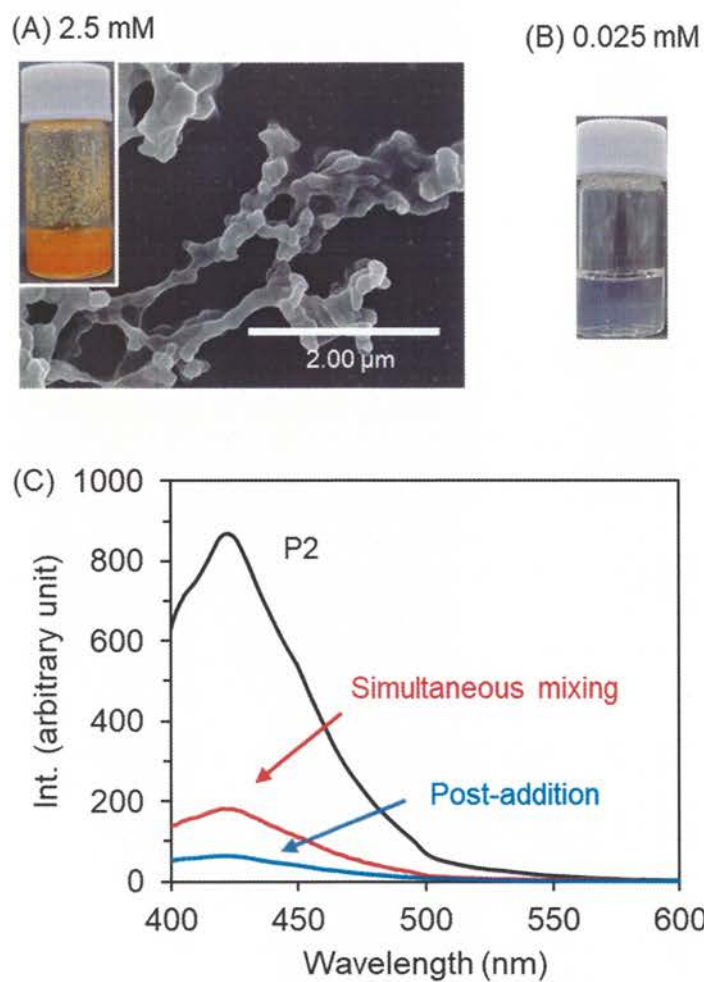 (A) 2.5 mM
(B) 0.025 mM
2.00 µm
(C)
1000
800
600
400
200
0
Int. (arbitrary unit)
P2
Simultaneous mixing
Post-addition
400 450 500 550 600
Wavelength (nm)